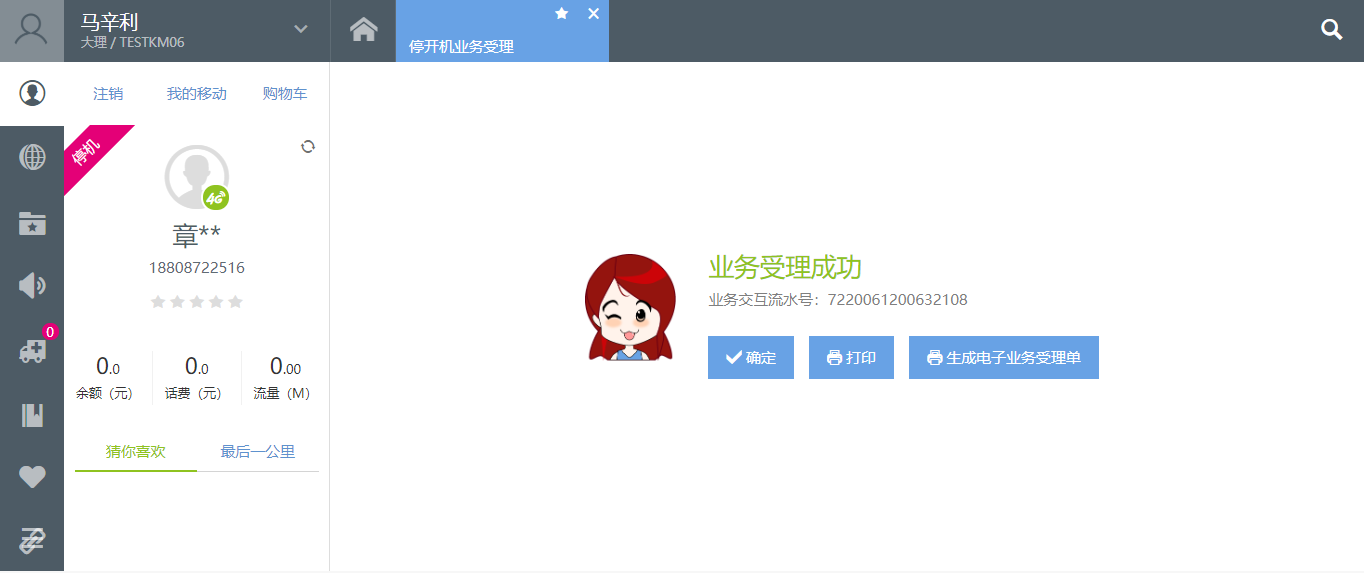 马辛利
大理 / TESTKM06
停开机业务受理
注销
我的移动
购物车
停机
4G
章**
18808722516
0
0.0
0.0
0.00
余额（元）
话费（元）
流量（M）
猜你喜欢
最后一公里
业务受理成功
业务交互流水号：7220061200632108
确定
打印
生成电子业务受理单